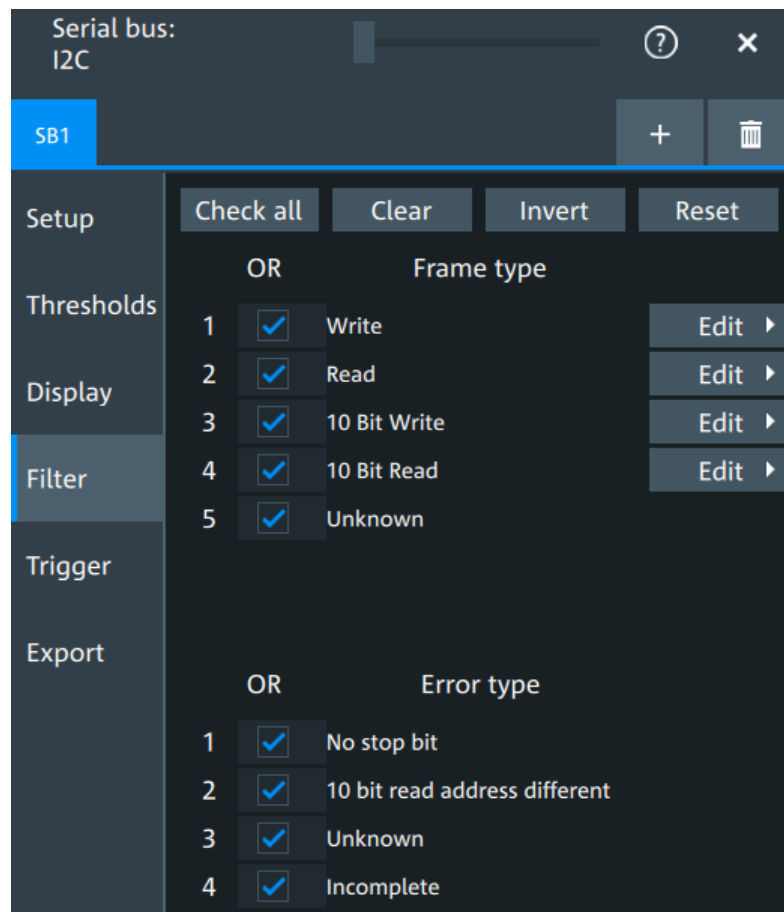 Serial bus:
I2C
?
SB1
+
Setup
Thresholds
Display
Filter
Trigger
Export
Check all Clear Invert Reset
OR Frame type
1 Write Edit
2 Read Edit
3 10 Bit Write Edit
4 10 Bit Read Edit
5 Unknown
OR Error type
1 No stop bit
2 10 bit read address different
3 Unknown
4 Incomplete